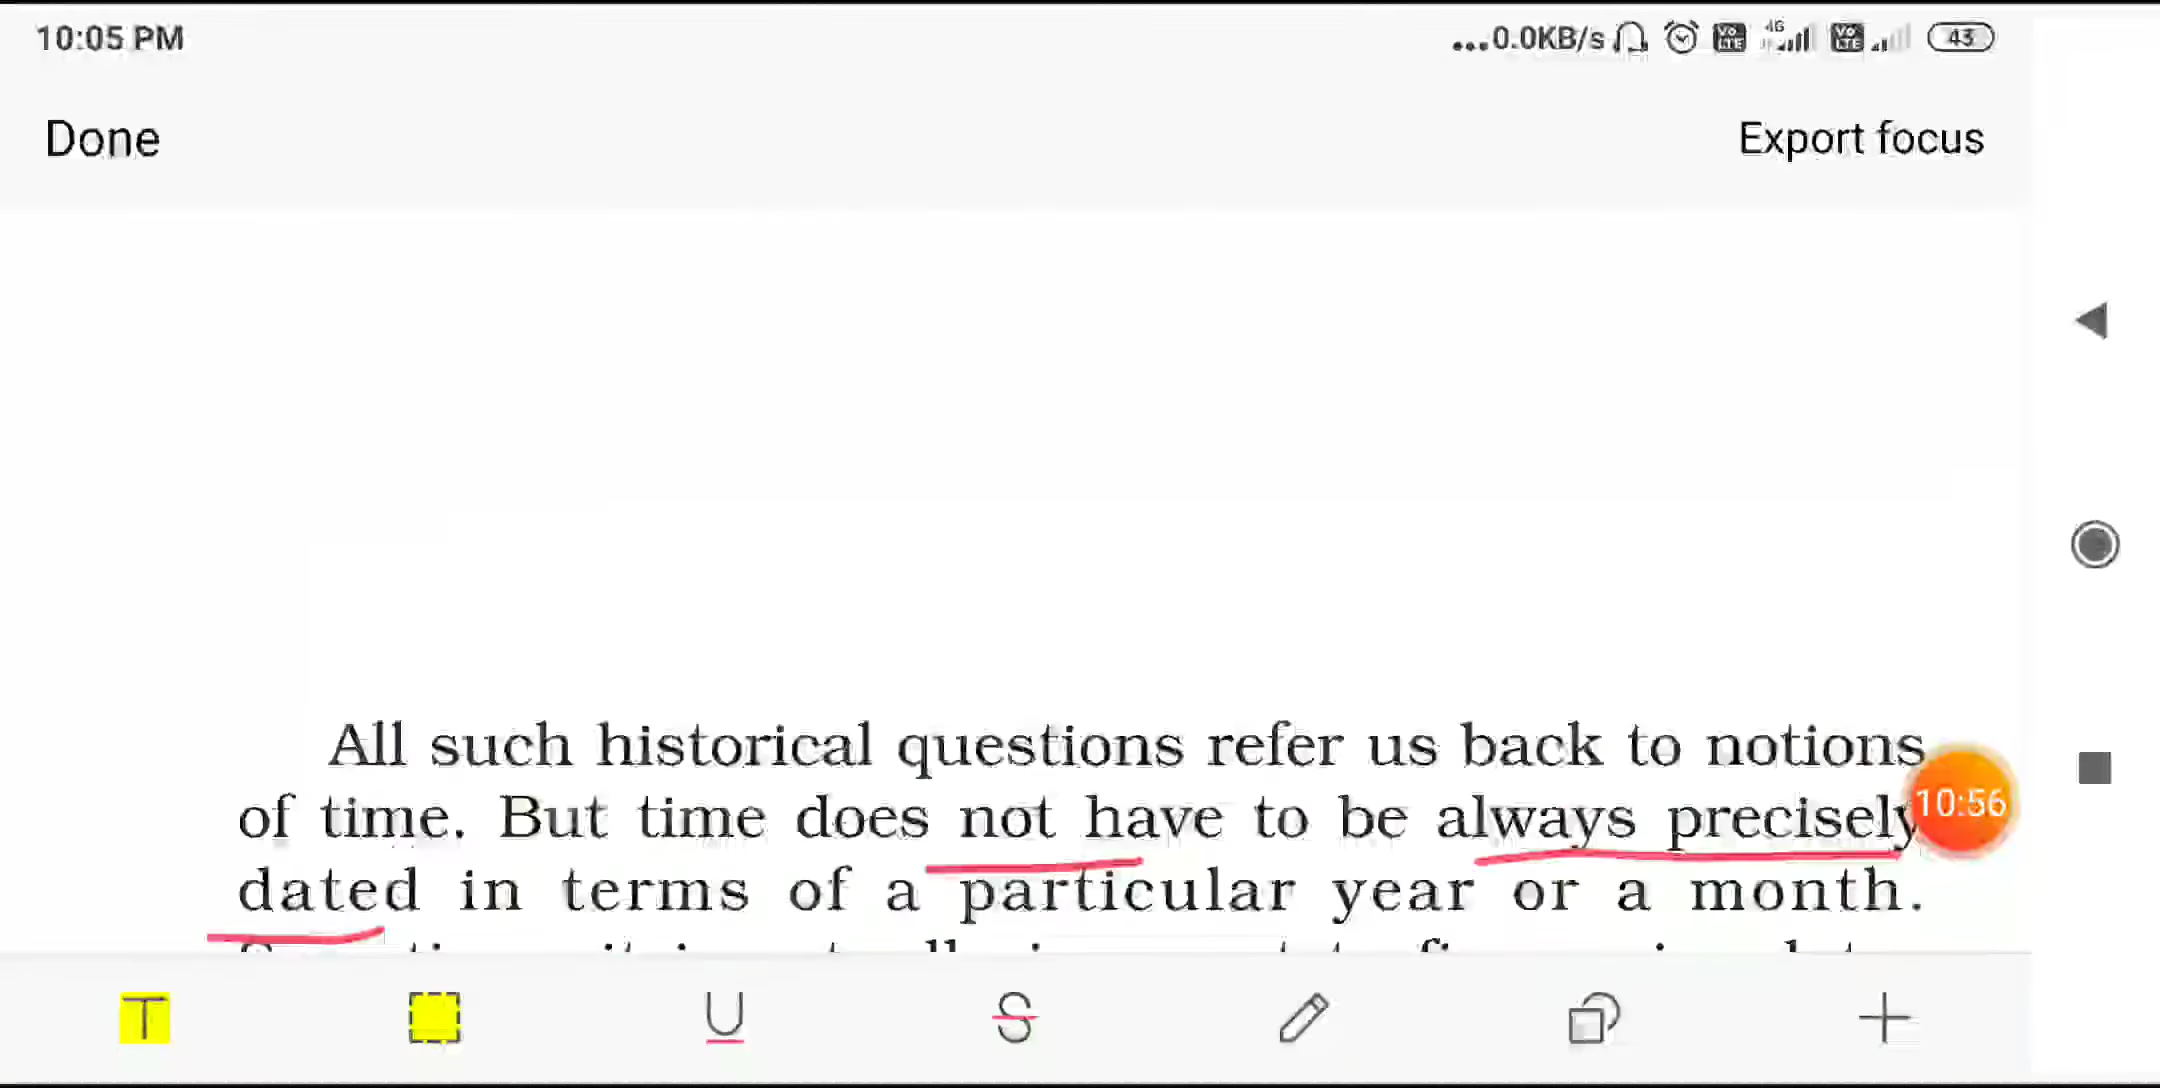 10:05 PM
...0.0KB/s 4G 43
Done
Export focus
All such historical questions refer us back to notions
of time. But time does not have to be always precisely
10:56
dated in terms of a particular year or a month.
T U S